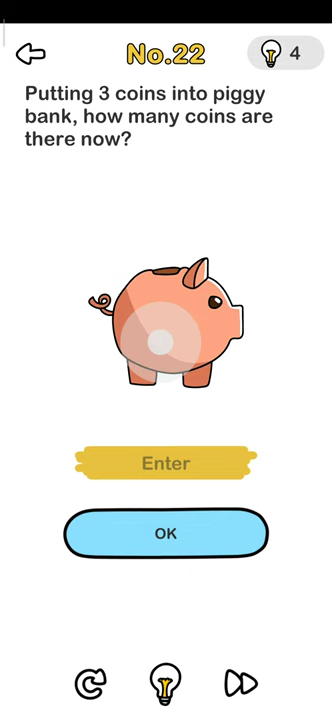 No.22
4
Putting 3 coins into piggy
bank, how many coins are
there now?
Enter
OK